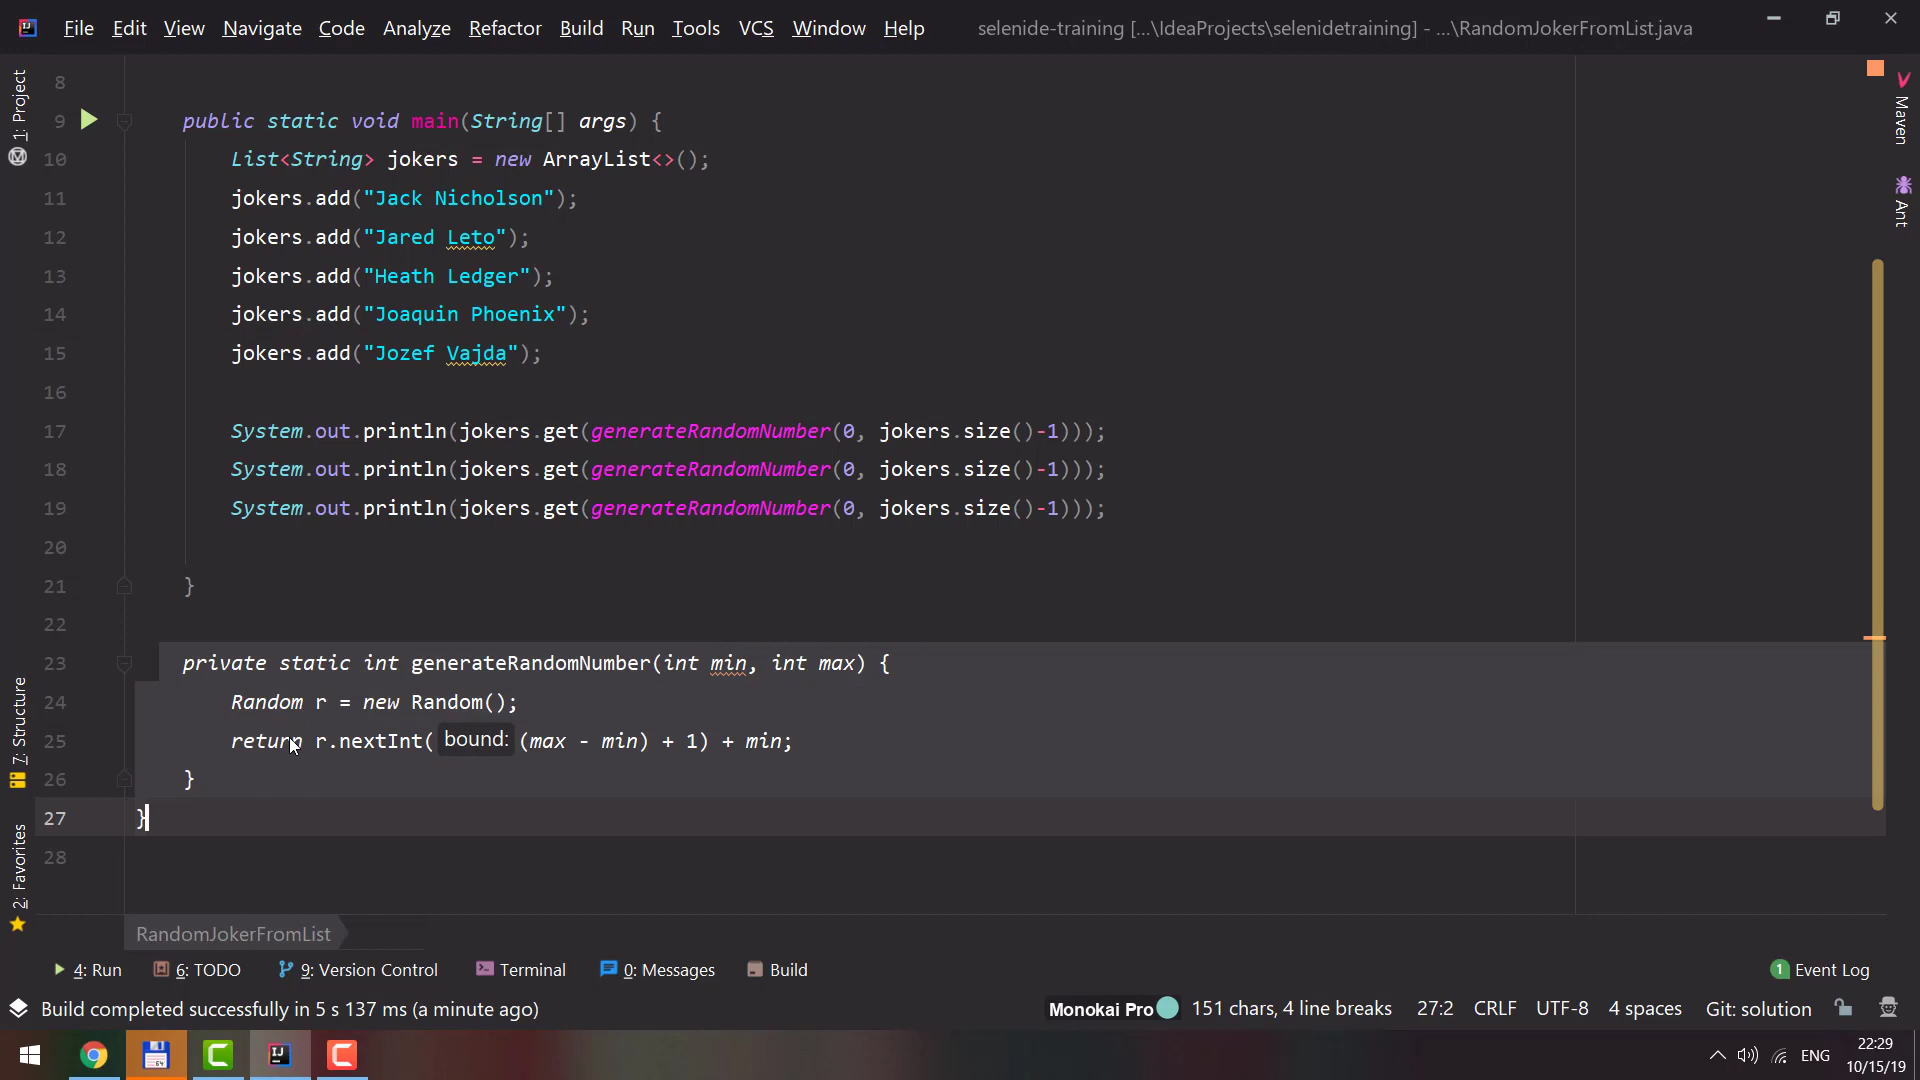 File Edit View Navigate Code Analyze Refactor Build Run Tools VCS Window Help selenide-training [...\IdeaProjects\selenidetraining] - ...\RandomJokerFromList.java
1: Project
7: Structure
2: Favorites
Maven
Ant
8
9 public static void main(String[] args) {
10 List<String> jokers = new ArrayList<>();
11 jokers.add("Jack Nicholson");
12 jokers.add("Jared Leto");
13 jokers.add("Heath Ledger");
14 jokers.add("Joaquin Phoenix");
15 jokers.add("Jozef Vajda");
16
17 System.out.println(jokers.get(generateRandomNumber(0, jokers.size()-1)));
18 System.out.println(jokers.get(generateRandomNumber(0, jokers.size()-1)));
19 System.out.println(jokers.get(generateRandomNumber(0, jokers.size()-1)));
20
21 }
22
23 private static int generateRandomNumber(int min, int max) {
24 Random r = new Random();
25 return r.nextInt( bound: (max - min) + 1) + min;
26 }
27 }
28
RandomJokerFromList
4: Run 6: TODO 9: Version Control Terminal 0: Messages Build 1 Event Log
Build completed successfully in 5 s 137 ms (a minute ago) Monokai Pro 151 chars, 4 line breaks 27:2 CRLF UTF-8 4 spaces Git: solution
64
ENG
22:29
10/15/19